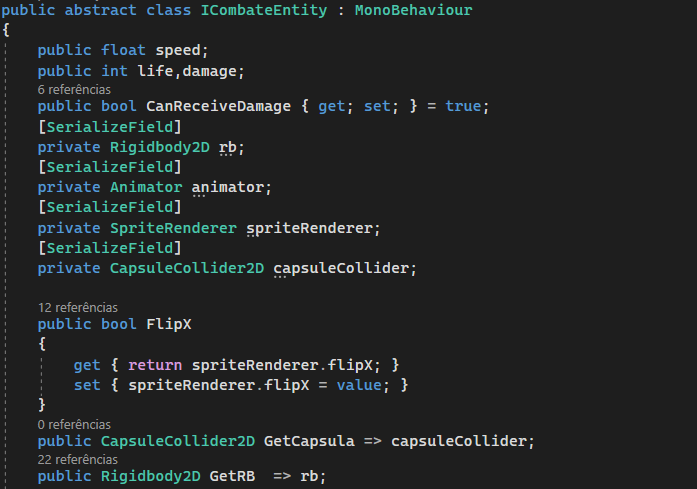 public abstract class ICombateEntity : MonoBehaviour
{
public float speed;
public int life,damage;
6 referências
public bool CanReceiveDamage { get; set; } = true;
[SerializeField]
private Rigidbody2D rb;
[SerializeField]
private Animator animator;
[SerializeField]
private SpriteRenderer spriteRenderer;
[SerializeField]
private CapsuleCollider2D capsuleCollider;
12 referências
public bool FlipX
{
get { return spriteRenderer.flipX; }
set { spriteRenderer.flipX = value; }
}
0 referências
public CapsuleCollider2D GetCapsula => capsuleCollider;
22 referências
public Rigidbody2D GetRB  => rb;